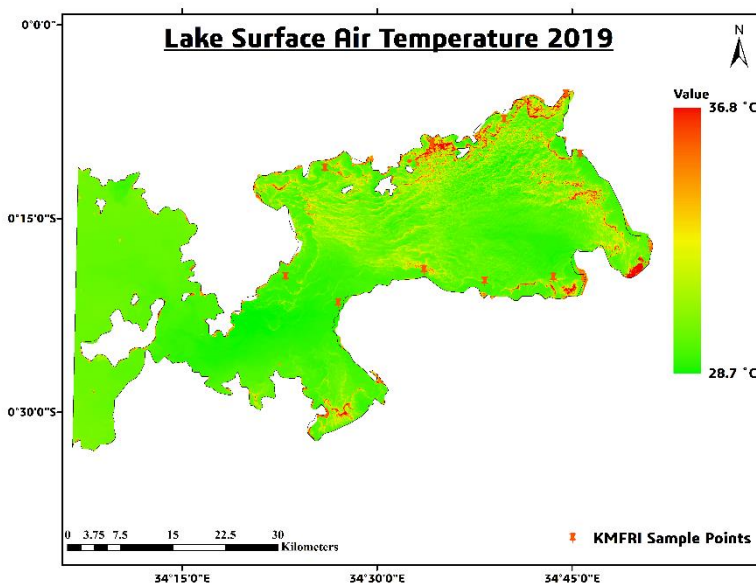 Lake Surface Air Temperature 2019
N
0°0'0"
0°15'0"S
0°30'0"S
Value
36.8 °C
28.7 °C
0 3.75 7.5 15 22.5 30
Kilometers
KMFRI Sample Points
34°15'0"E 34°30'0"E 34°45'0"E